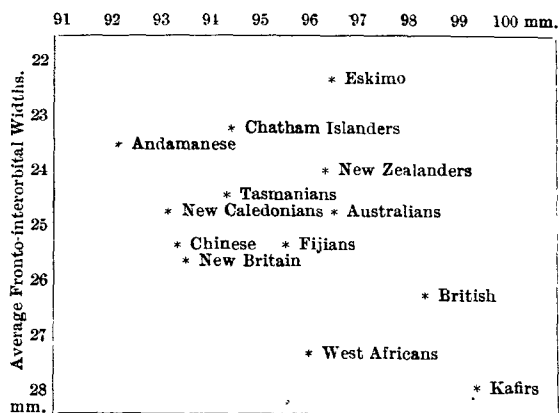 91 92 93 91 95 96 98 99 100 mm.
Average Fronto-interorbital Widths.
22
* Eskimo
23
* Chatham Islanders
* Andamanese
24
* New Zealanders
* Tasmanians
25
* New Caledonians * Australians
* Chinese * Fijians
* New Britain
26
* British
27
* West Africans
28
* Kafirs
mm.